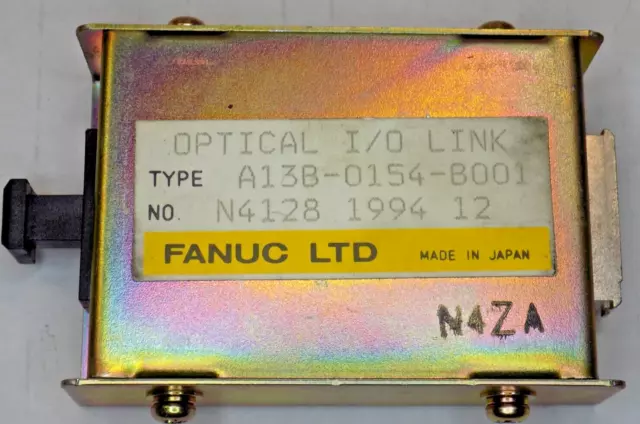 OPTICAL I/O LINK
TYPE A13B-0154-B001
NO. N4128 1994 12
FANUC LTD MADE IN JAPAN
N4ZA